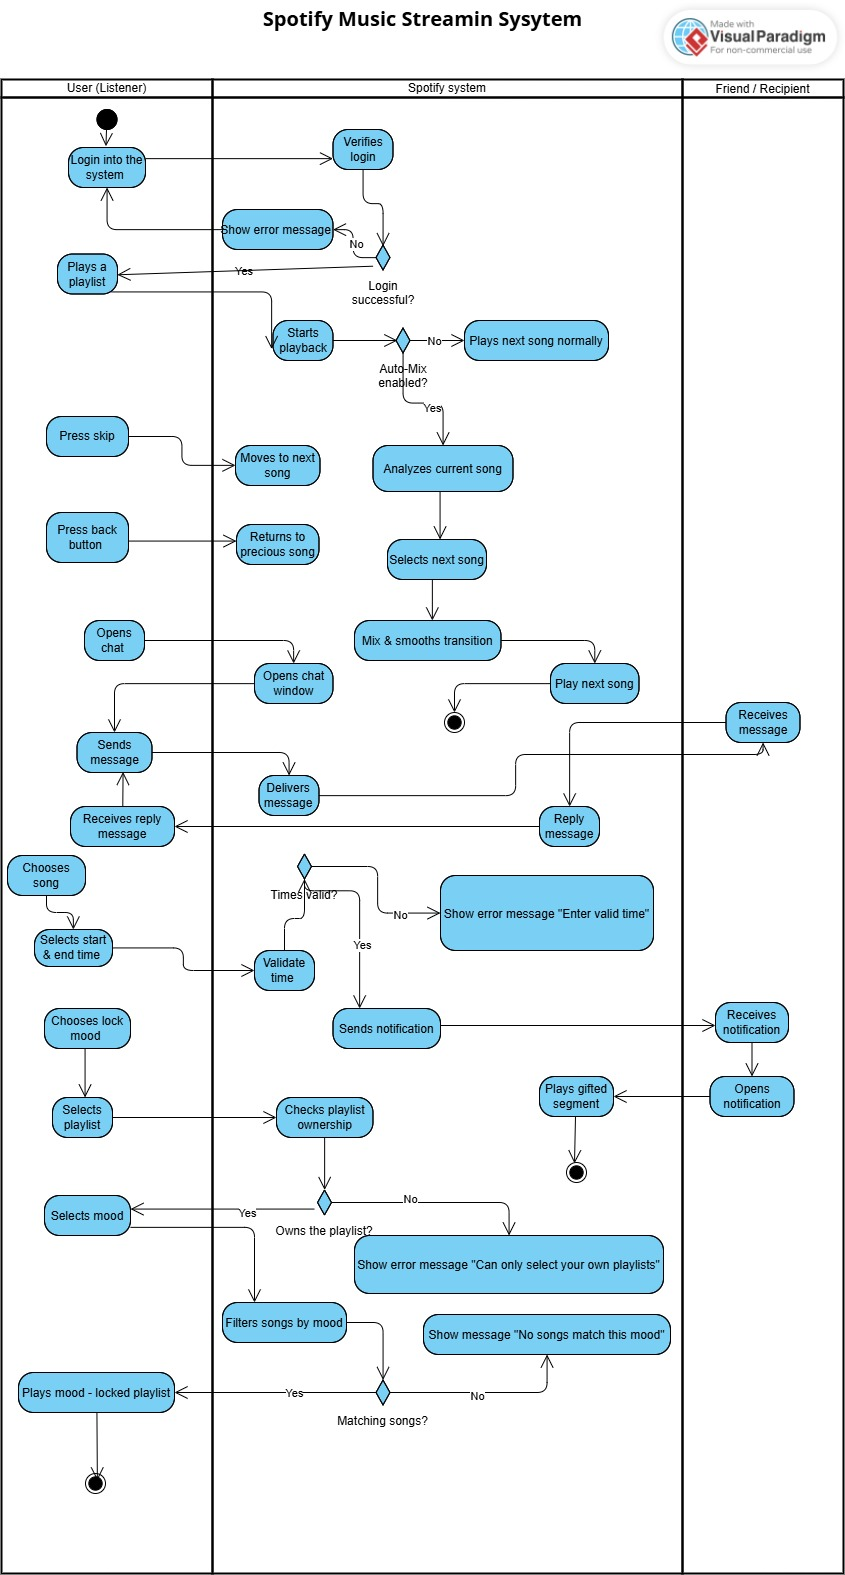 Spotify Music Streamin Sysytem
Made with
VisualParadigm
For non-commercial use
User (Listener)
Spotify system
Friend / Recipient
Login into the
system
Verifies
login
Show error message
No
Plays a
playlist
Yes
Login
successful?
Starts
playback
No
Plays next song normally
Auto-Mix
enabled?
Yes
Press skip
Moves to next
song
Analyzes current song
Press back
button
Returns to
precious song
Selects next song
Opens
chat
Mix & smooths transition
Opens chat
window
Play next song
Receives
message
Sends
message
Delivers
message
Receives reply
message
Reply
message
Chooses
song
Times valid?
Show error message "Enter valid time"
No
Selects start
& end time
Yes
Validate
time
Chooses lock
mood
Sends notification
Receives
notification
Selects
playlist
Checks playlist
ownership
Plays gifted
segment
Opens
notification
Selects mood
Yes
No
Owns the playlist?
Show error message "Can only select your own playlists"
Filters songs by mood
Show message "No songs match this mood"
Plays mood - locked playlist
Yes
No
Matching songs?